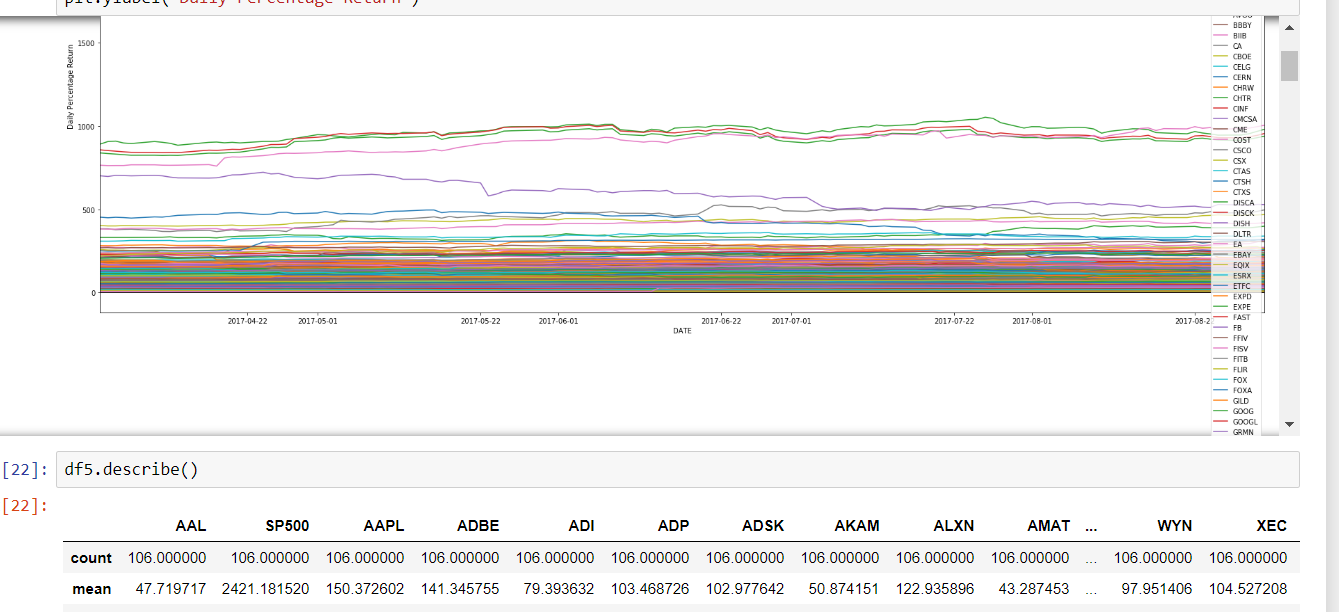 plt.ylabel('Daily Percentage Return')
Daily Percentage Return
1500
1000
500
0
2017-04-22 2017-05-01 2017-05-22 2017-06-01 2017-06-22 2017-07-01 2017-07-22 2017-08-01
DATE
BBBY
BIIB
CA
CBOE
CELG
CERN
CHRW
CHTR
CINF
CMCSA
CME
COST
CSCO
CSX
CTAS
CTSH
CTXS
DISCA
DISCK
DISH
DLTR
EA
EBAY
EQIX
ESRX
ETFC
EXPD
EXPE
FAST
FB
FFIV
FISV
FITB
FLIR
FOX
FOXA
GILD
GOOG
GOOGL
GRMN
[22]: df5.describe()
[22]:
AAL SP500 AAPL ADBE ADI ADP ADSK AKAM ALXN AMAT ... WYN XEC
count 106.000000 106.000000 106.000000 106.000000 106.000000 106.000000 106.000000 106.000000 106.000000 106.000000 ... 106.000000 106.000000
mean 47.719717 2421.181520 150.372602 141.345755 79.393632 103.468726 102.977642 50.874151 122.935896 43.287453 ... 97.951406 104.527208